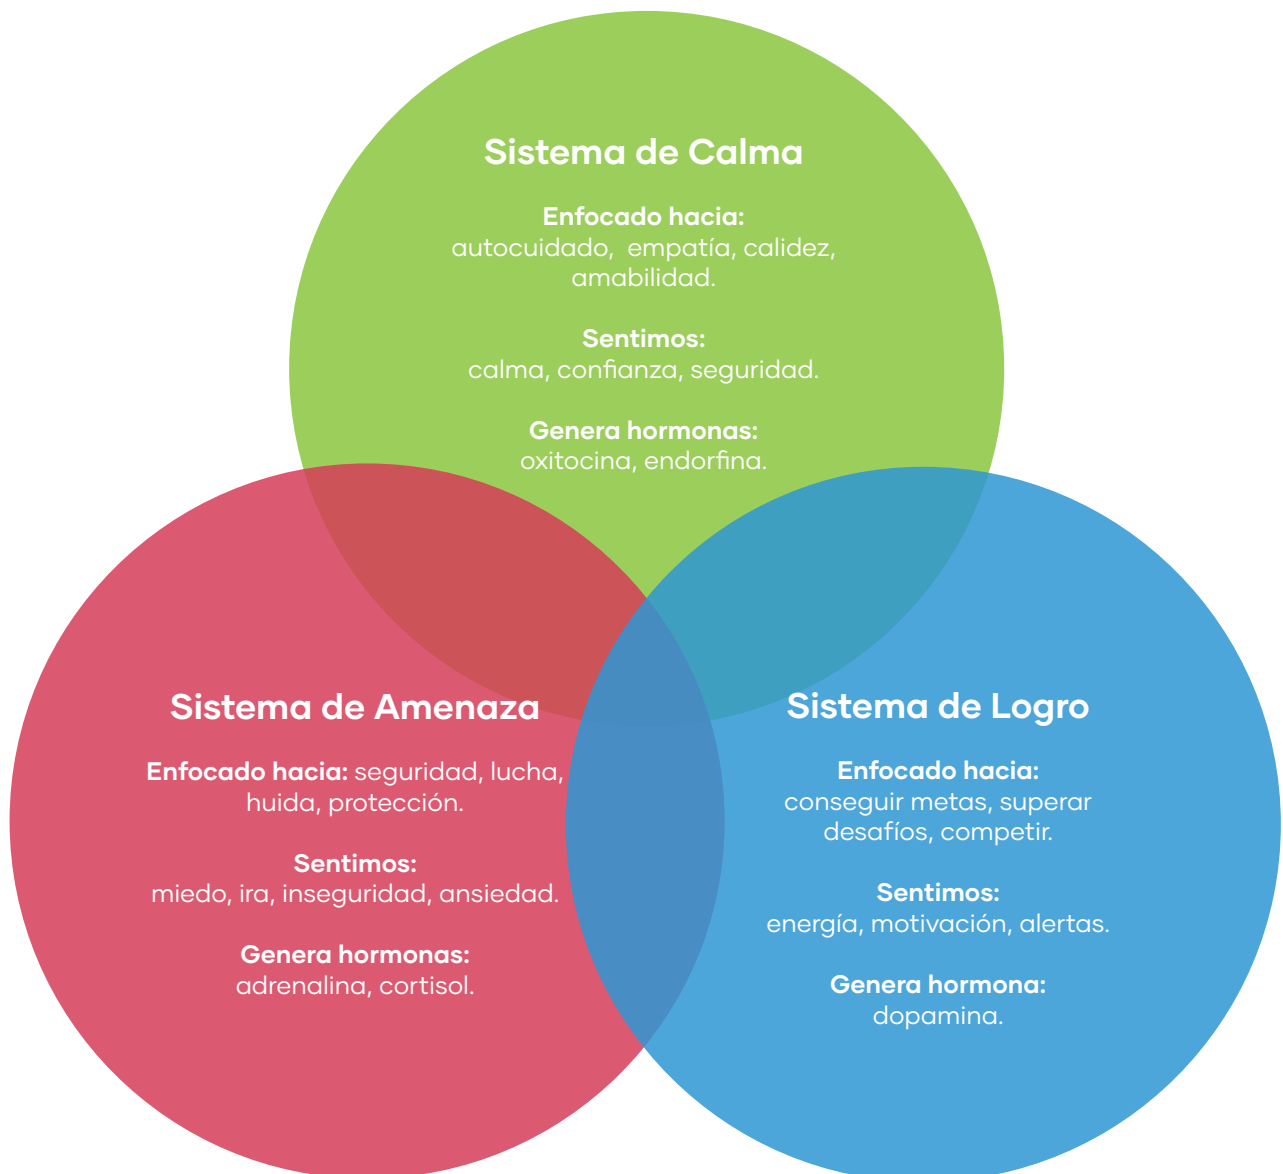 Sistema de Calma
Enfocado hacia:
autocuidado, empatía, calidez,
amabilidad.
Sentimos:
calma, confianza, seguridad.
Genera hormonas:
oxitocina, endorfina.
Sistema de Amenaza
Enfocado hacia: seguridad, lucha,
huida, protección.
Sentimos:
miedo, ira, inseguridad, ansiedad.
Genera hormonas:
adrenalina, cortisol.
Sistema de Logro
Enfocado hacia:
conseguir metas, superar
desafíos, competir.
Sentimos:
energía, motivación, alertas.
Genera hormona:
dopamina.